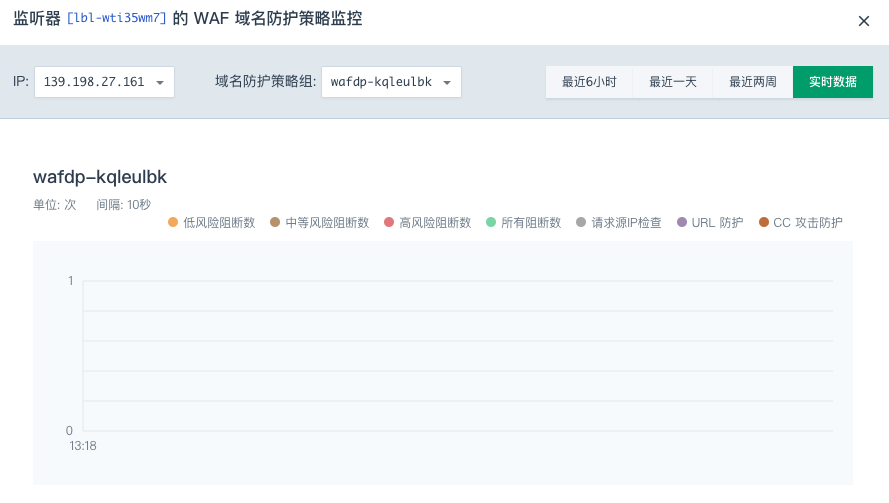 监听器 [lbl-wti35wm7] 的 WAF 域名防护策略监控
IP: 139.198.27.161 域名防护策略组: wafdp-kqleulbk 最近6小时 最近一天 最近两周 实时数据
wafdp-kqleulbk
单位: 次 间隔: 10秒
低风险阻断数 中等风险阻断数 高风险阻断数 所有阻断数 请求源IP检查 URL 防护 CC 攻击防护
1
0
13:18